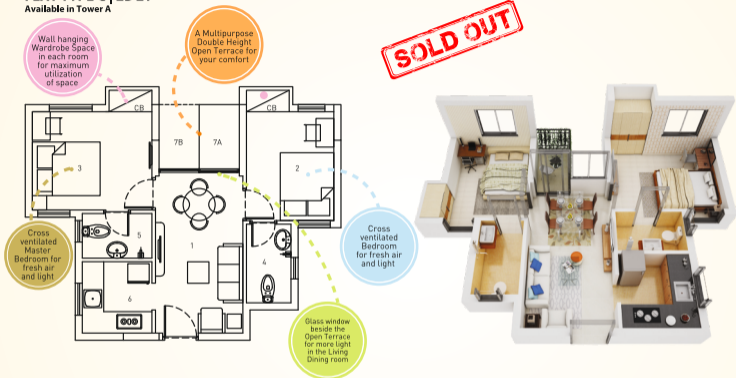 Available in Tower A
Wall hanging
Wardrobe Space
in each room
for maximum
utilization
of space
A Multipurpose
Double Height
Open Terrace for
your comfort
SOLD OUT
CB
CB
7B
7A
3
2
5
1
4
6
Cross
ventilated
Master
Bedroom for
fresh air
and light
Cross
ventilated
Bedroom
for fresh air
and light
Glass window
beside the
Open Terrace
for more light
in the Living
Dining room